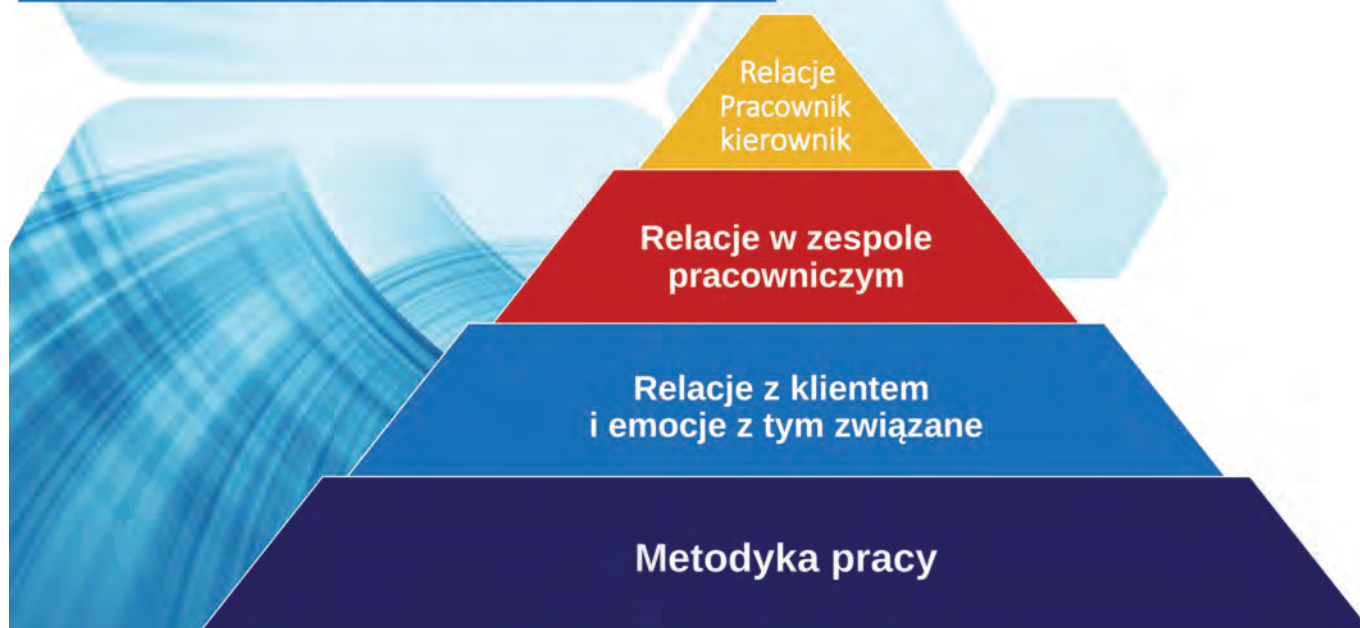 Relacje
Pracownik
kierownik
Relacje w zespole
pracowniczym
Relacje z klientem
i emocje z tym związane
Metodyka pracy